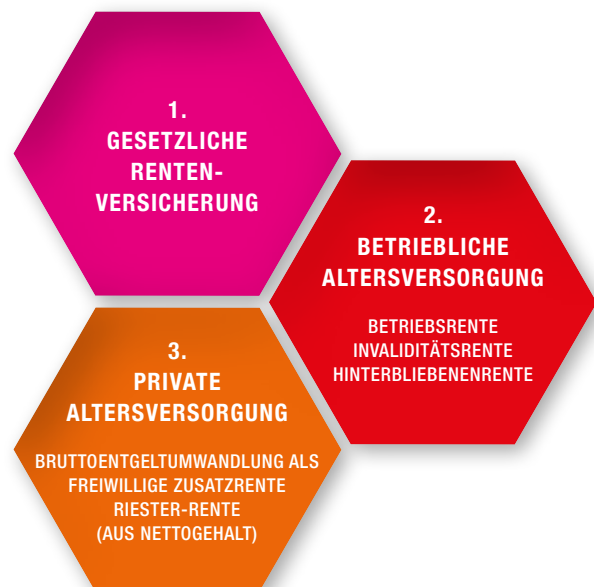 1.
GESETZLICHE
RENTEN-
VERSICHERUNG
2.
BETRIEBLICHE
ALTERSVERSORGUNG
BETRIEBSRENTE
INVALIDITÄTSRENTE
HINTERBLIEBENENRENTE
3.
PRIVATE
ALTERSVERSORGUNG
BRUTTOENTGELTUMWANDLUNG ALS
FREIWILLIGE ZUSATZRENTE
RIESTER-RENTE
(AUS NETTOGEHALT)